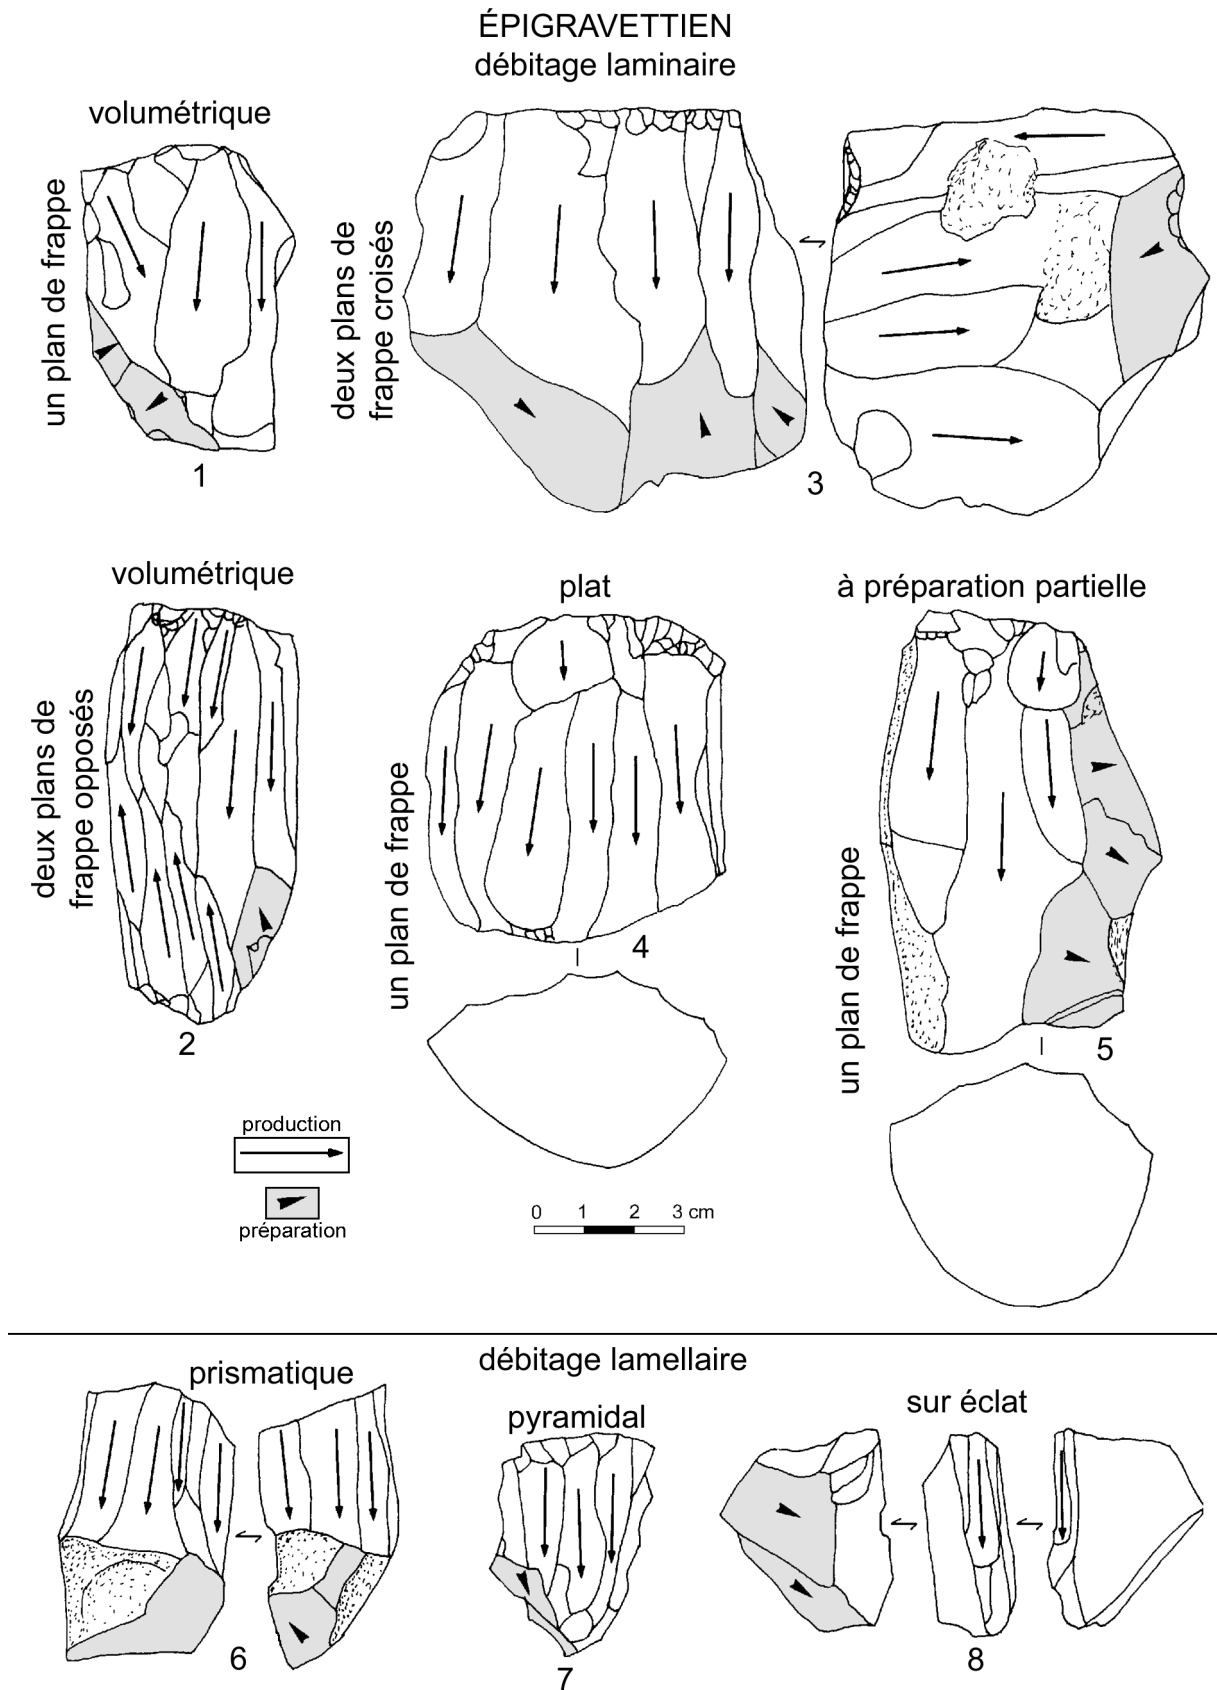 ÉPIGRAVETTIEN
débitage laminaire
volumétrique
un plan de frappe
1
deux plans de
frappe croisés
3
volumétrique
deux plans de
frappe opposés
2
plat
un plan de frappe
4
à préparation partielle
un plan de frappe
5
production
préparation
0 1 2 3 cm
débitage lamellaire
prismatique
6
pyramidal
7
sur éclat
8